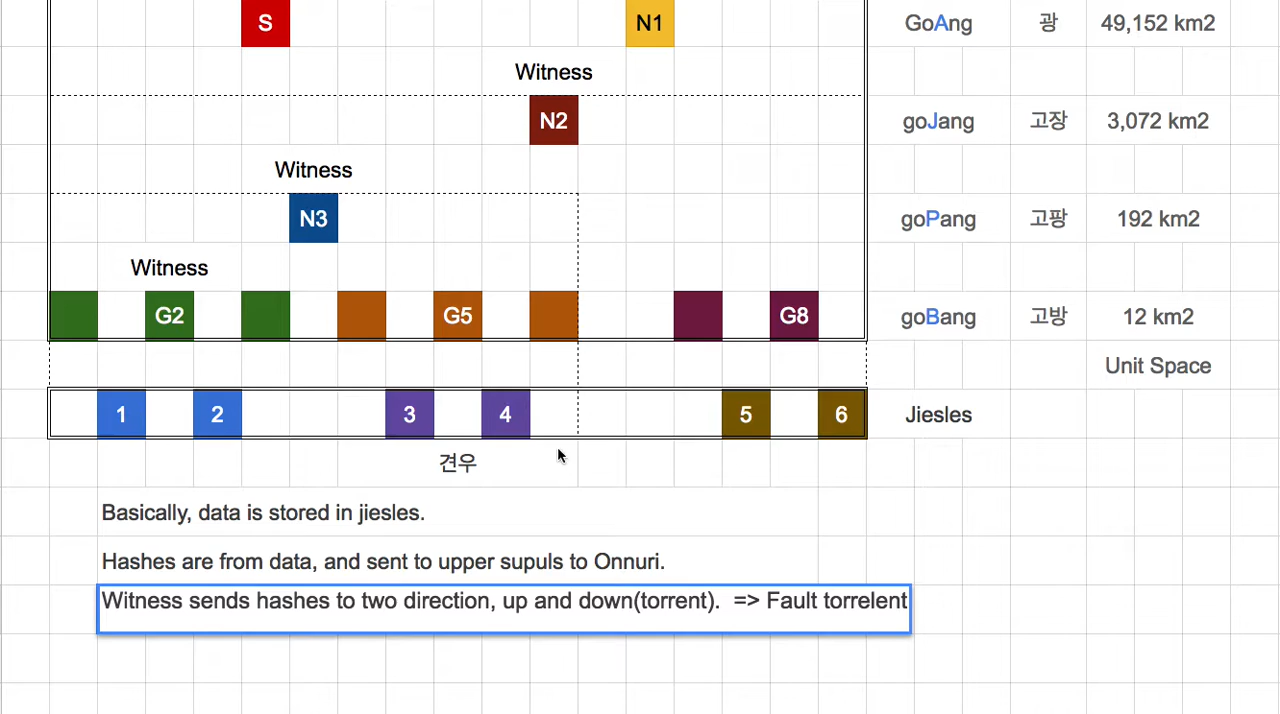 S N1 GoAng 광 49,152 km2
Witness
N2 goJang 고장 3,072 km2
Witness
N3 goPang 고팡 192 km2
Witness
G2 G5 G8 goBang 고방 12 km2
Unit Space
1 2 3 4 5 6 Jiesles
견우
Basically, data is stored in jiesles.
Hashes are from data, and sent to upper supuls to Onnuri.
Witness sends hashes to two direction, up and down(torrent). => Fault torrelent